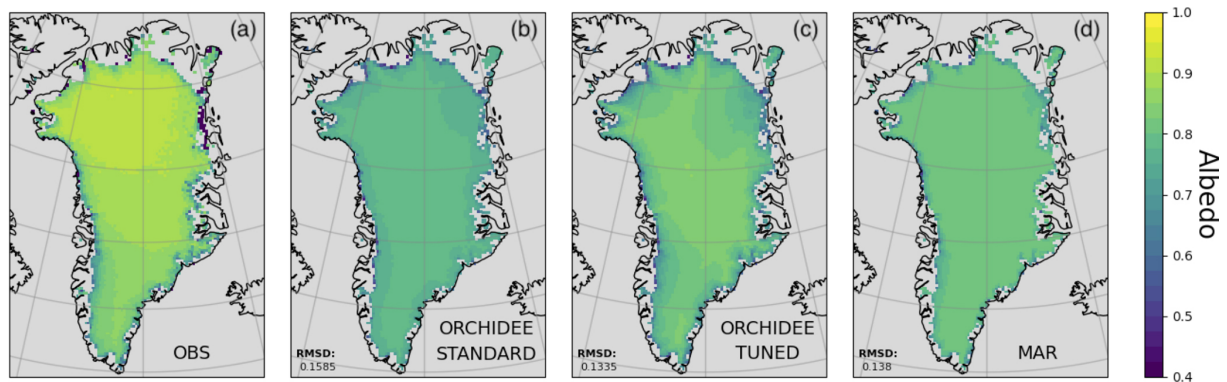 (a)
OBS
(b)
ORCHIDEE
STANDARD
RMSD:
0.1585
(c)
ORCHIDEE
TUNED
RMSD:
0.1335
(d)
MAR
RMSD:
0.138
1.0
0.9
0.8
0.7
0.6
0.5
0.4
Albedo